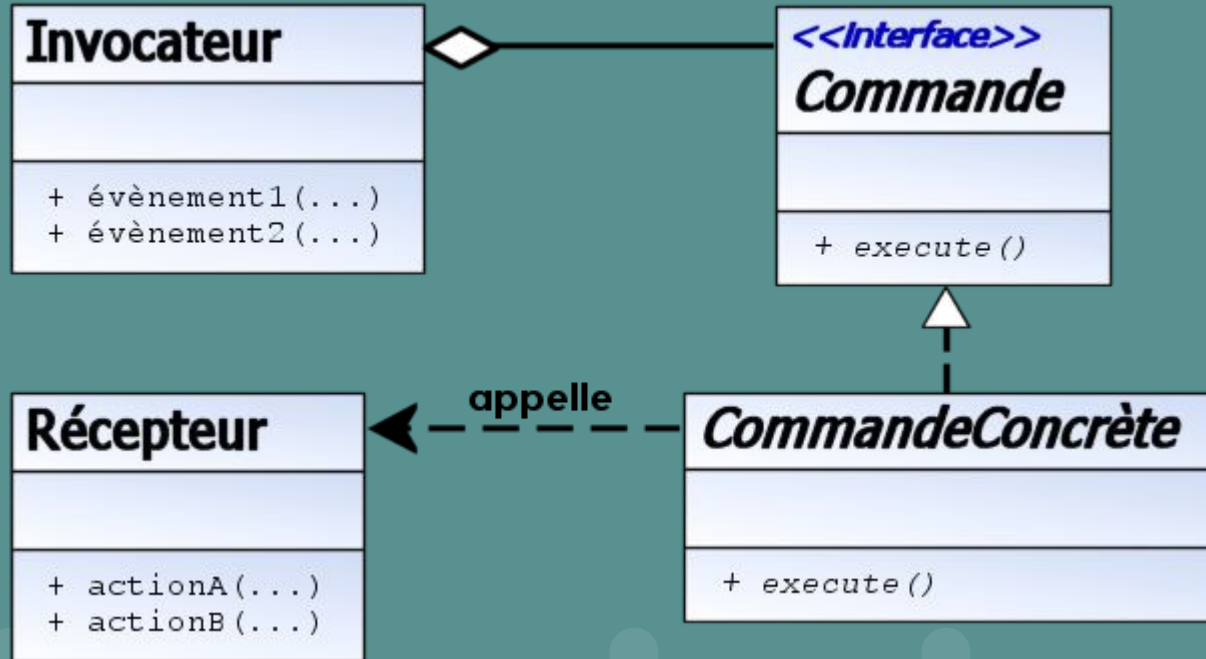 Invocateur
+ évènement1(...)
+ évènement2(...)
<<Interface>>
Commande
+ execute()
appelle
Récepteur
+ actionA(...)
+ actionB(...)
CommandeConcrète
+ execute()